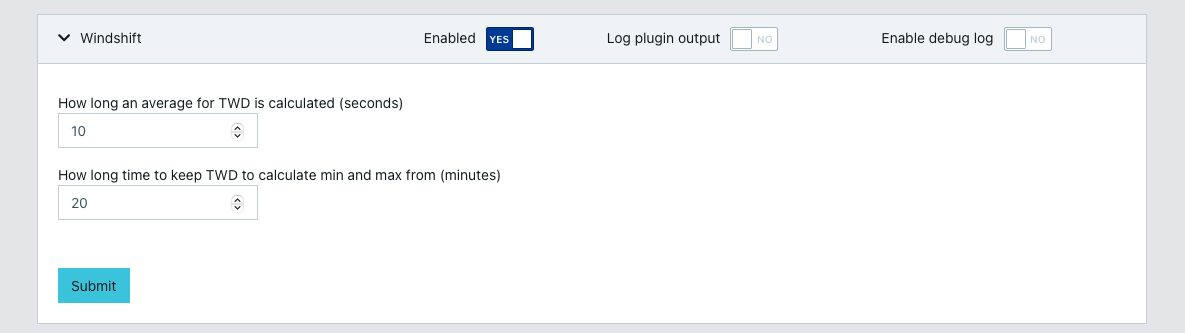 Windshift Enabled YES Log plugin output NO Enable debug log NO
How long an average for TWD is calculated (seconds)
10
How long time to keep TWD to calculate min and max from (minutes)
20
Submit